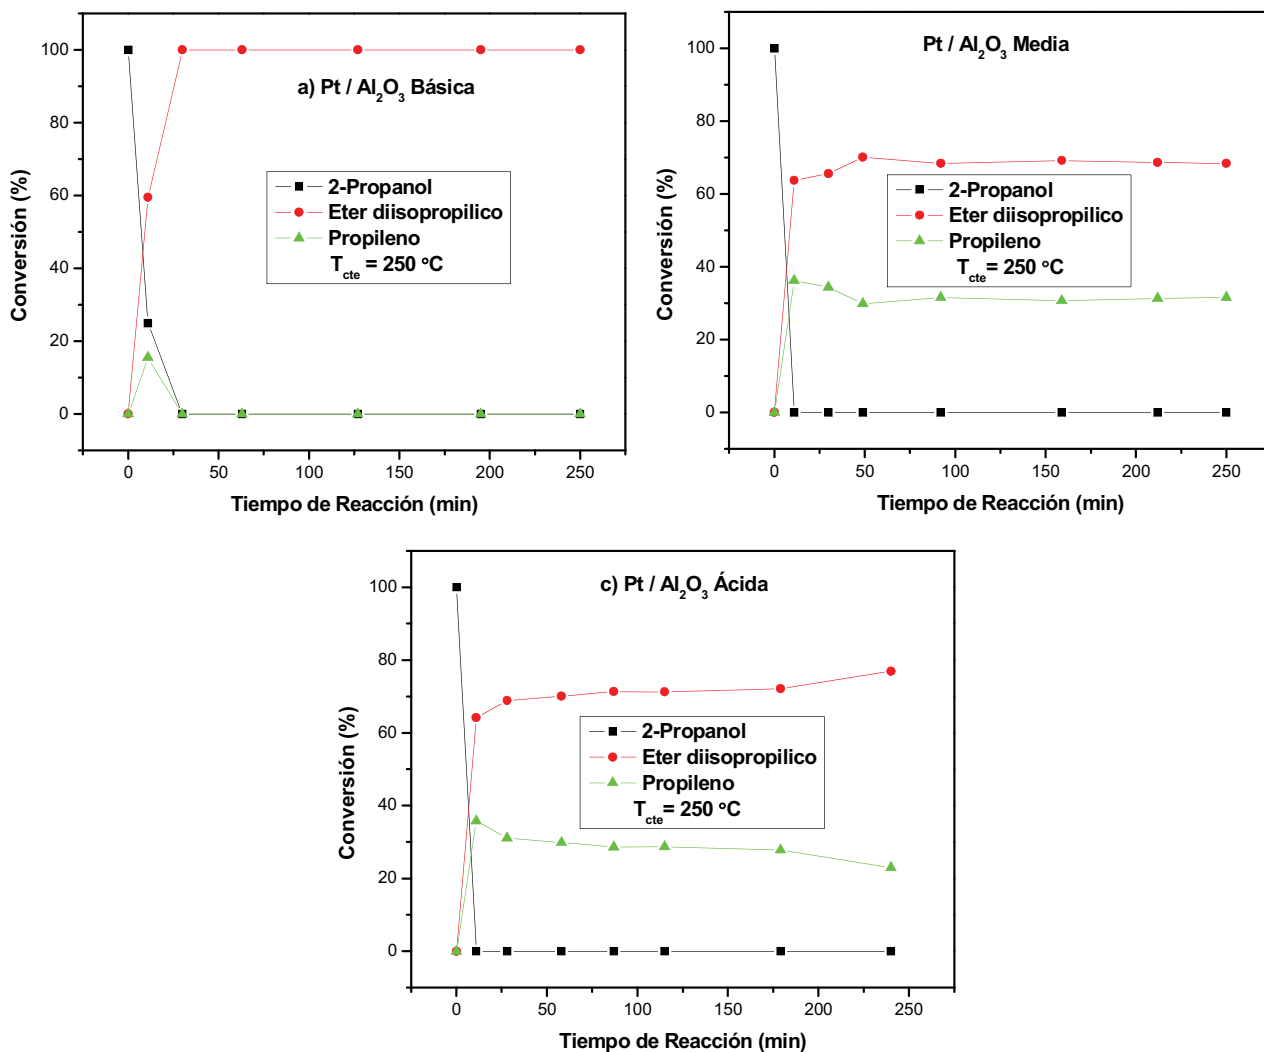 a) Pt / Al₂O₃ Básica
Conversión (%)
100
80
60
40
20
0
2-Propanol
Eter diisopropilico
Propileno
T_cte = 250 °C
0 50 100 150 200 250
Tiempo de Reacción (min)
Pt / Al₂O₃ Media
Conversión (%)
100
80
60
40
20
0
2-Propanol
Eter diisopropilico
Propileno
T_cte = 250 °C
0 50 100 150 200 250
Tiempo de Reacción (min)
c) Pt / Al₂O₃ Ácida
Conversión (%)
100
80
60
40
20
0
2-Propanol
Eter diisopropilico
Propileno
T_cte = 250 °C
0 50 100 150 200 250
Tiempo de Reacción (min)